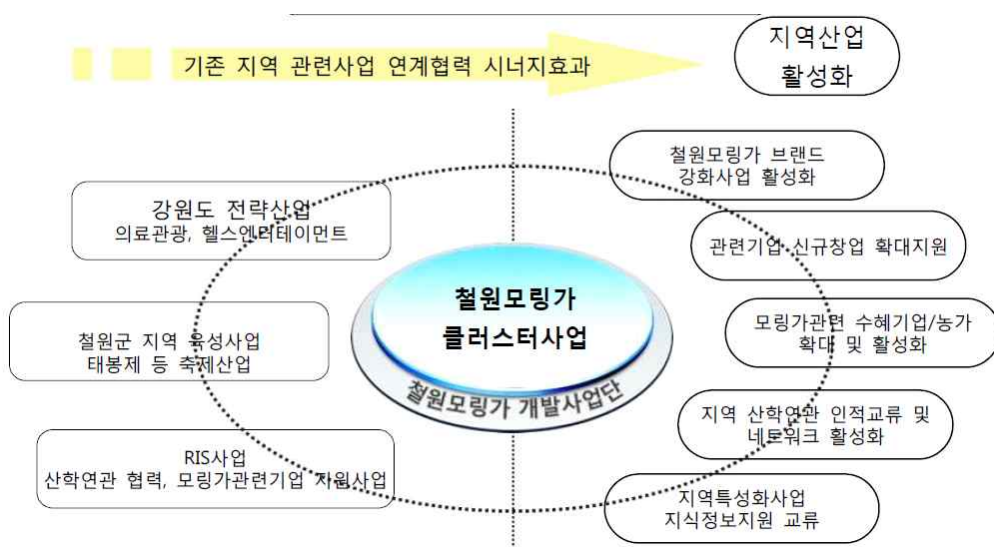 기존 지역 관련사업 연계협력 시너지효과
지역산업
활성화
강원도 전략산업
의료관광, 헬스엔터테이먼트
철원군 지역 육성사업
태봉제 등 축제산업
RIS사업
산학연관 협력, 모링가관련기업 지원사업
철원모링가
클러스터사업
철원모링가 개발사업단
철원모링가 브랜드
강화사업 활성화
관련기업 신규창업 확대지원
모링가관련 수혜기업/농가
확대 및 활성화
지역 산학연관 인적교류 및
네트워크 활성화
지역특성화사업
지식정보지원 교류